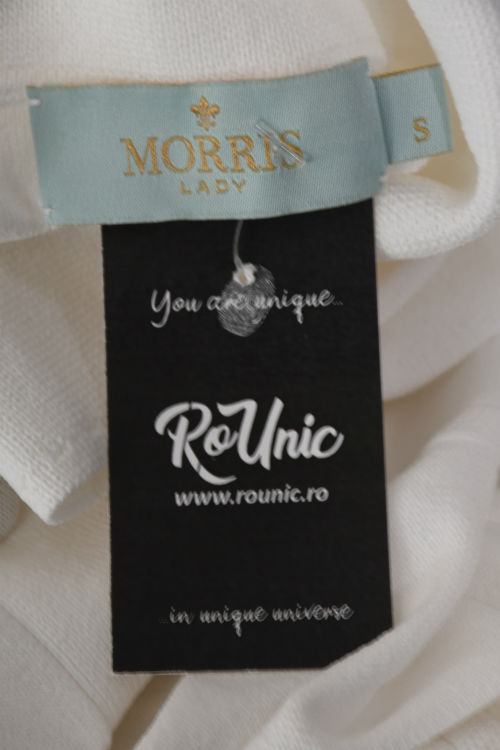 MORRIS
LADY
S
You are unique...
RoUnic
www.rounic.ro
...in unique universe